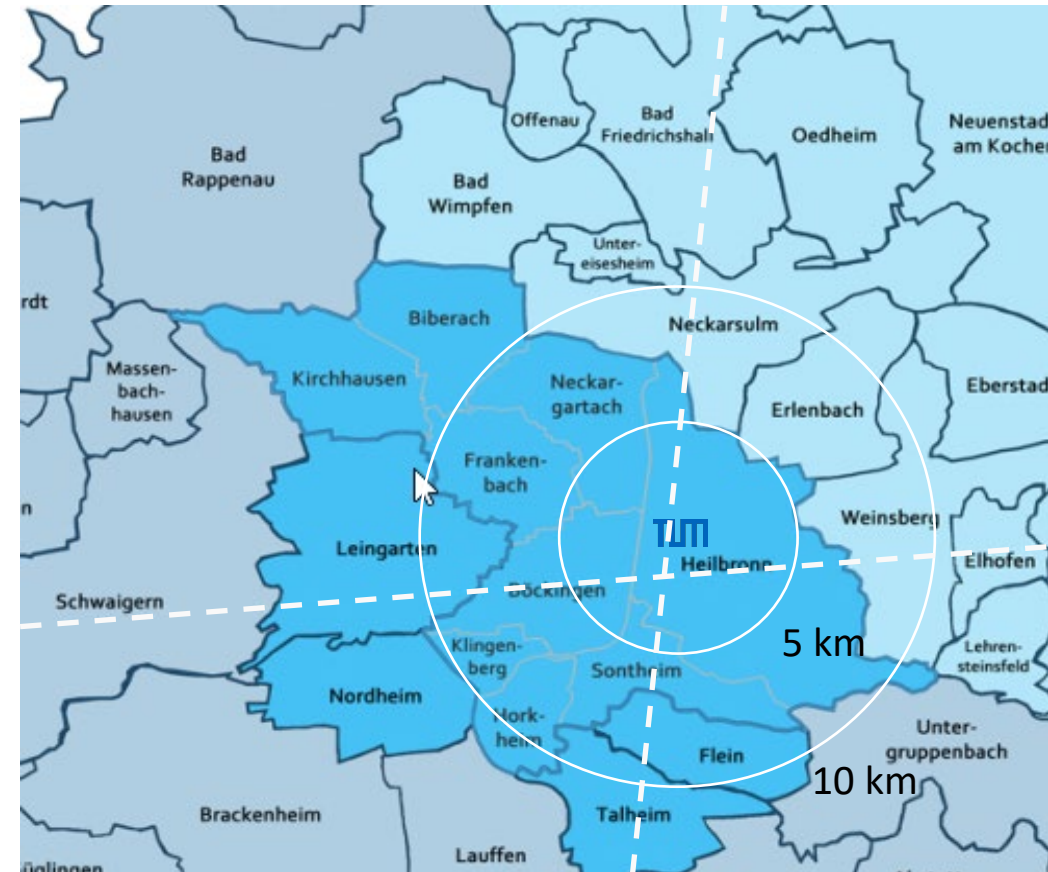 Offenau
Bad
Friedrichshall
Oedheim
Neuenstad
am Kocher
Bad
Rappenau
Bad
Wimpfen
Unter-
eisesheim
rdt
Biberach
Neckarsulm
Massen-
bach-
hausen
Kirchhausen
Neckar-
gartach
Erlenbach
Eberstad
Franken-
bach
n
Leingarten
TUM
Weinsberg
Heilbronn
Elhofen
Schwaigern
Böckingen
5 km
Klingen-
berg
Sontheim
Lehren-
steinsfeld
Nordheim
Hork-
heim
Flein
Unter-
gruppenbach
10 km
Brackenheim
Talheim
Lauffen
üglingen